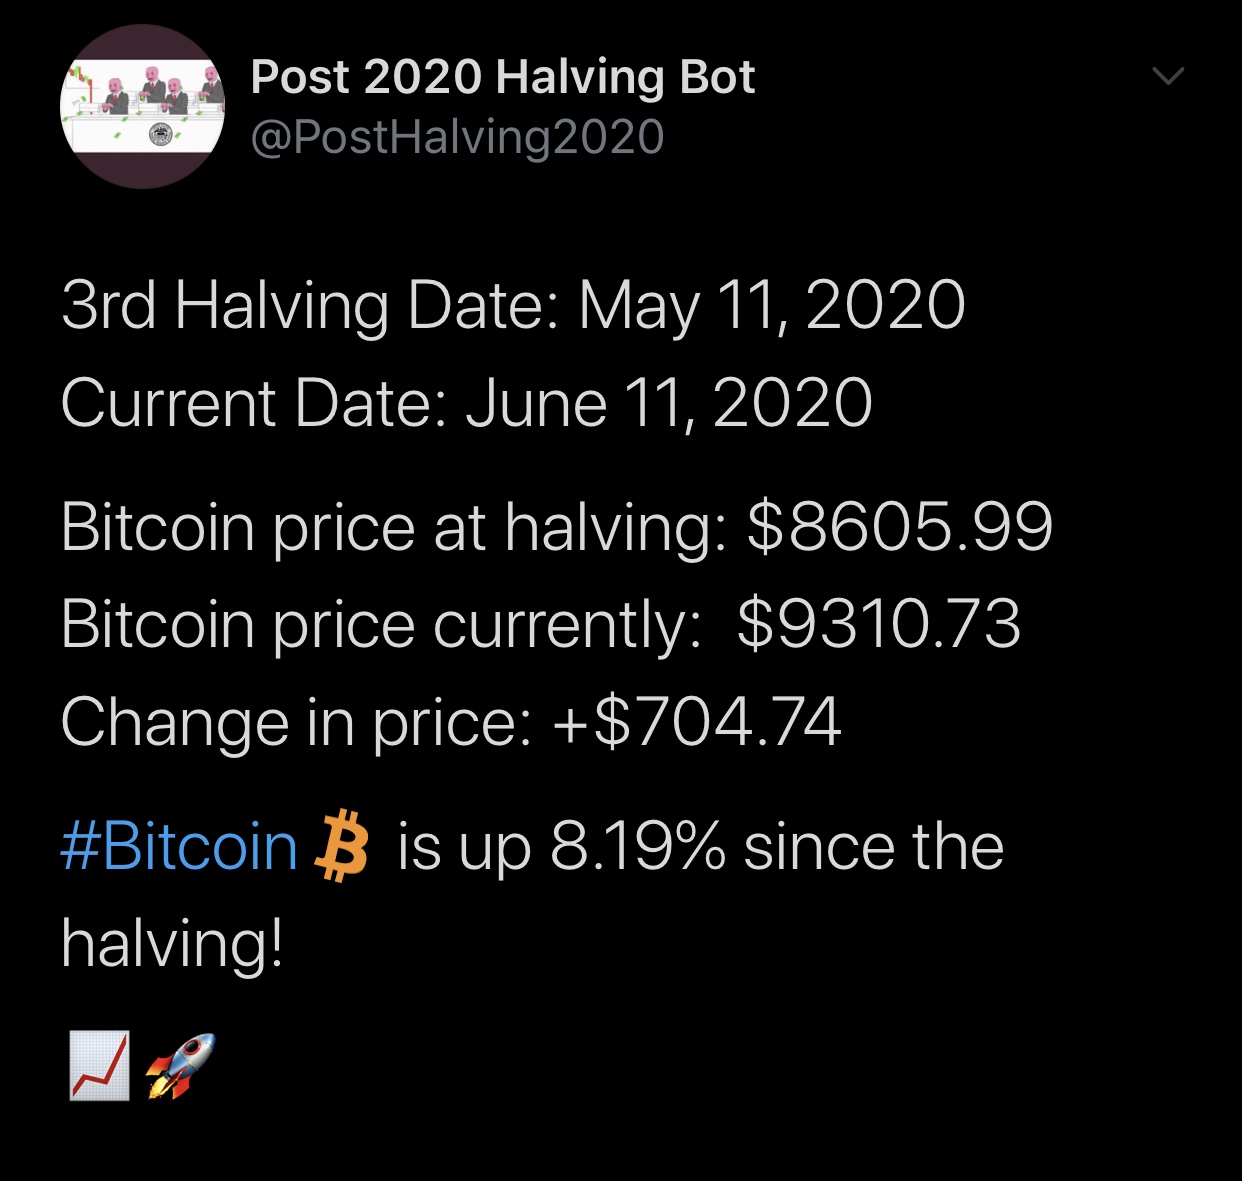 Post 2020 Halving Bot
@PostHalving2020
3rd Halving Date: May 11, 2020
Current Date: June 11, 2020
Bitcoin price at halving: $8605.99
Bitcoin price currently:  $9310.73
Change in price: +$704.74
#Bitcoin ₿ is up 8.19% since the
halving!
📈🚀